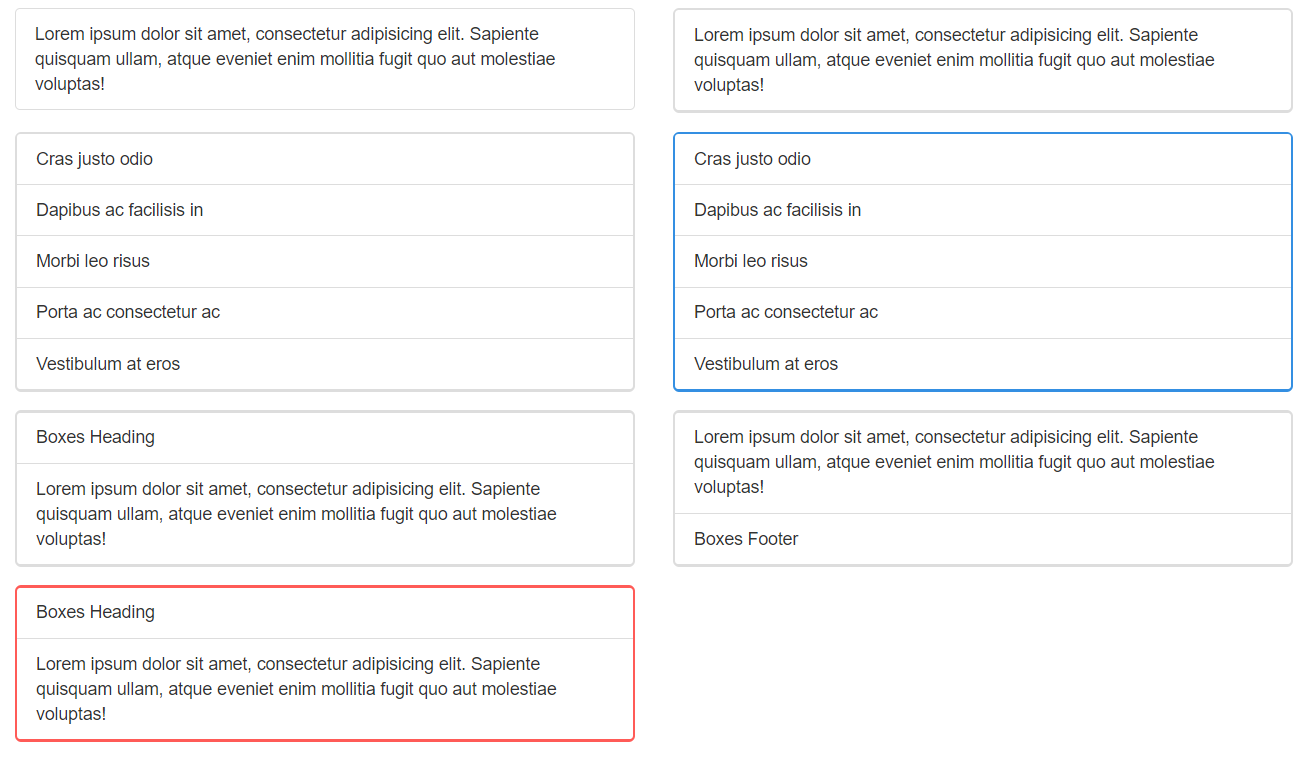 Lorem ipsum dolor sit amet, consectetur adipisicing elit. Sapiente
quisquam ullam, atque eveniet enim mollitia fugit quo aut molestiae
voluptas!
Lorem ipsum dolor sit amet, consectetur adipisicing elit. Sapiente
quisquam ullam, atque eveniet enim mollitia fugit quo aut molestiae
voluptas!
Cras justo odio
Dapibus ac facilisis in
Morbi leo risus
Porta ac consectetur ac
Vestibulum at eros
Cras justo odio
Dapibus ac facilisis in
Morbi leo risus
Porta ac consectetur ac
Vestibulum at eros
Boxes Heading
Lorem ipsum dolor sit amet, consectetur adipisicing elit. Sapiente
quisquam ullam, atque eveniet enim mollitia fugit quo aut molestiae
voluptas!
Lorem ipsum dolor sit amet, consectetur adipisicing elit. Sapiente
quisquam ullam, atque eveniet enim mollitia fugit quo aut molestiae
voluptas!
Boxes Footer
Boxes Heading
Lorem ipsum dolor sit amet, consectetur adipisicing elit. Sapiente
quisquam ullam, atque eveniet enim mollitia fugit quo aut molestiae
voluptas!